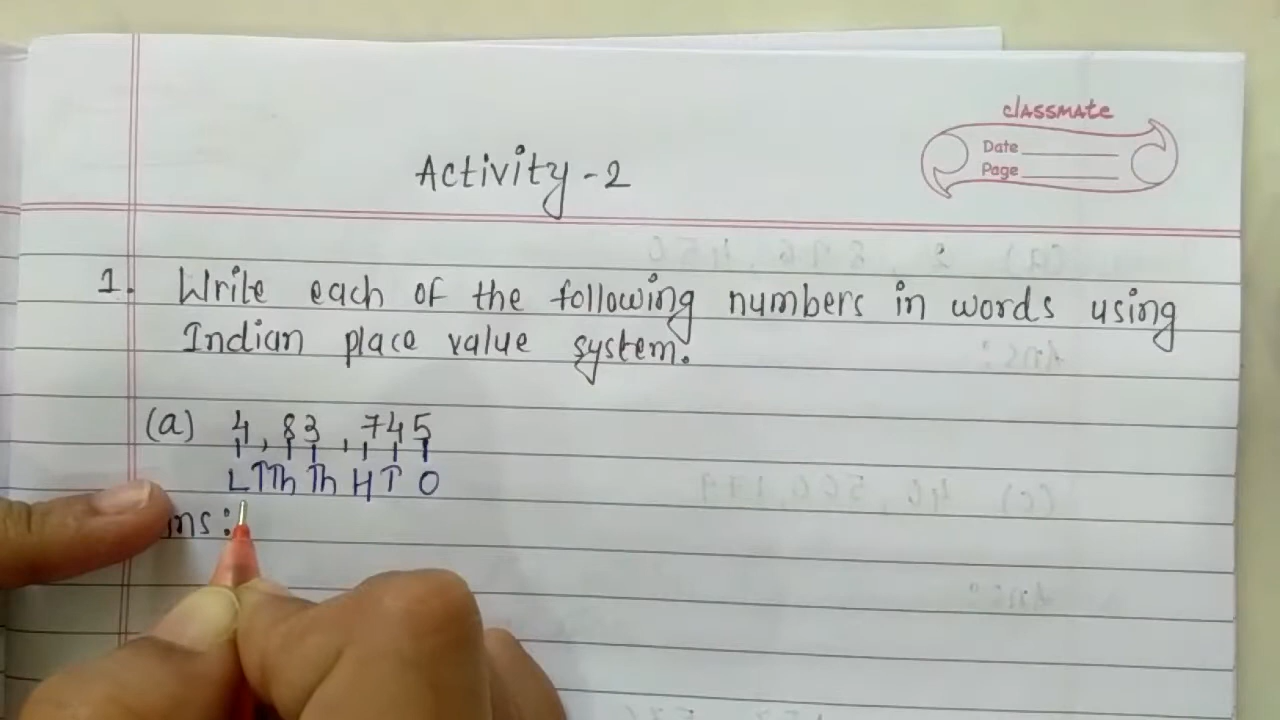 classmate
Date
Page
Activity - 2
1. Write each of the following numbers in words using
Indian place value system.
(a) 4,83,745
L TTh Th H T O
ns: